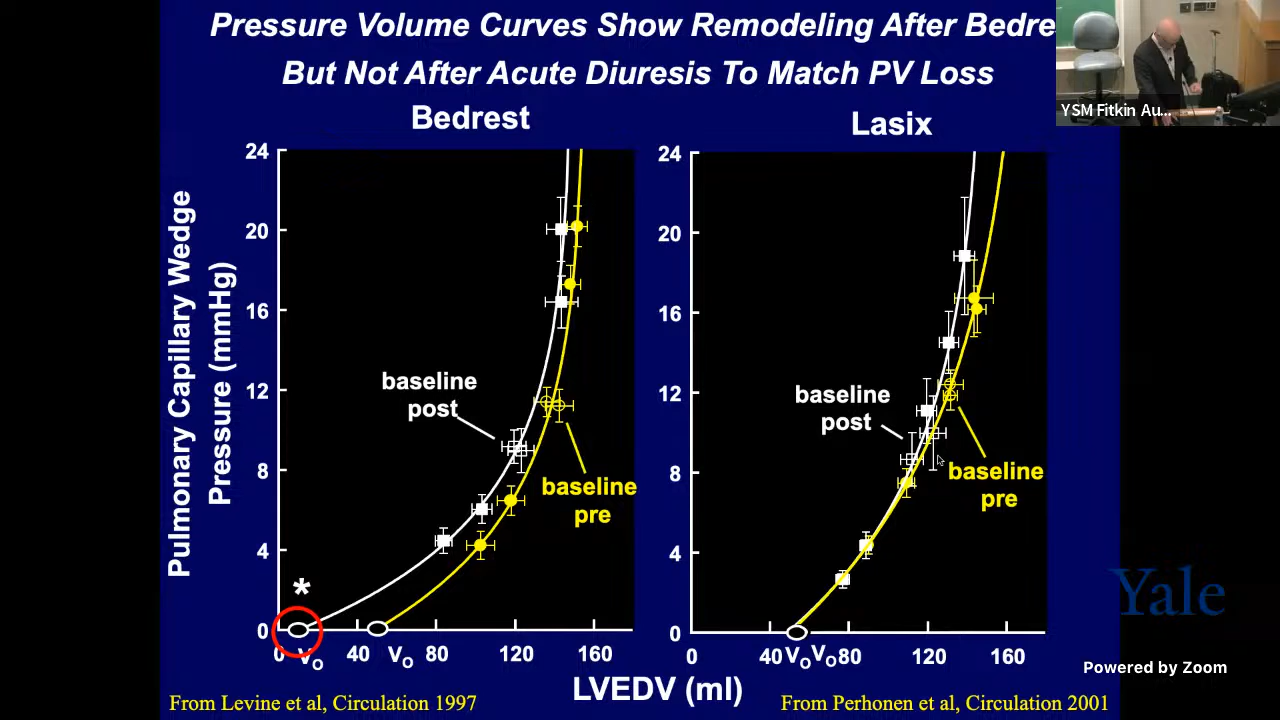 Pressure Volume Curves Show Remodeling After Bedre
But Not After Acute Diuresis To Match PV Loss
YSM Fitkin Au...
Bedrest
Lasix
Pulmonary Capillary Wedge
Pressure (mmHg)
24
20
16
12
8
4
0
baseline
post
baseline
pre
*
0
Vo
40
Vo
80
120
160
24
20
16
12
8
4
0
baseline
post
baseline
pre
0
40
Vo
Vo
80
120
160
LVEDV (ml)
From Levine et al, Circulation 1997
From Perhonen et al, Circulation 2001
Yale
Powered by Zoom